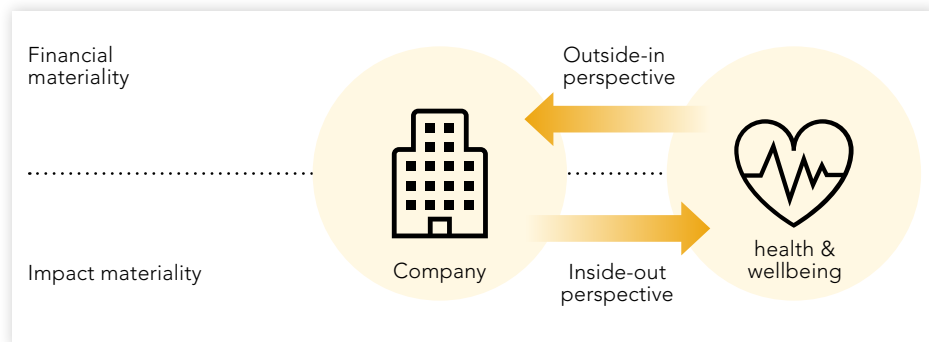 Financial
materiality
Outside-in
perspective
Company
health &
wellbeing
Impact materiality
Inside-out
perspective